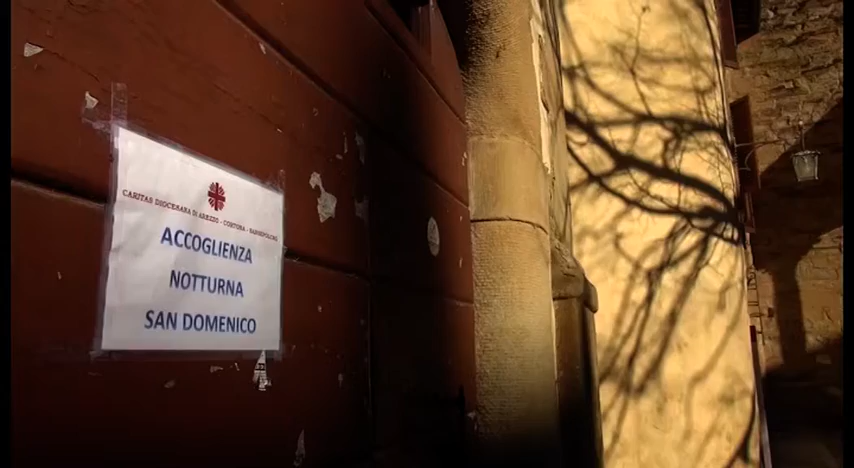 CARITAS DIOCESANA DI AREZZO - CORTONA - SANSEPOLCRO
ACCOGLIENZA
NOTTURNA
SAN DOMENICO